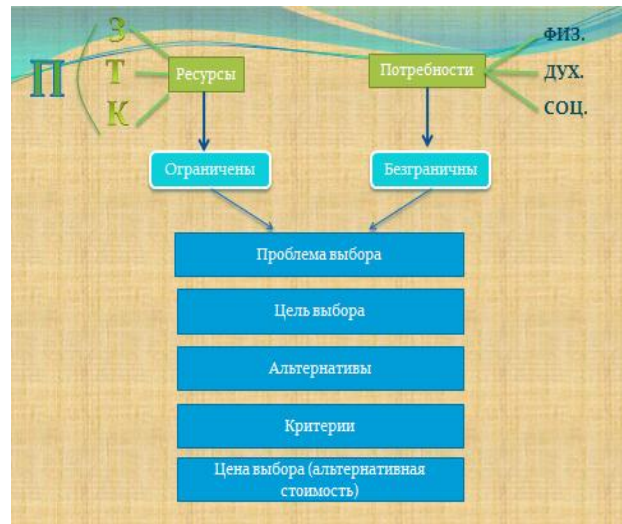 П
З
Т
К
Ресурсы
Потребности
ФИЗ.
ДУХ.
СОЦ.
Ограничены
Безграничны
Проблема выбора
Цель выбора
Альтернативы
Критерии
Цена выбора (альтернативная
стоимость)